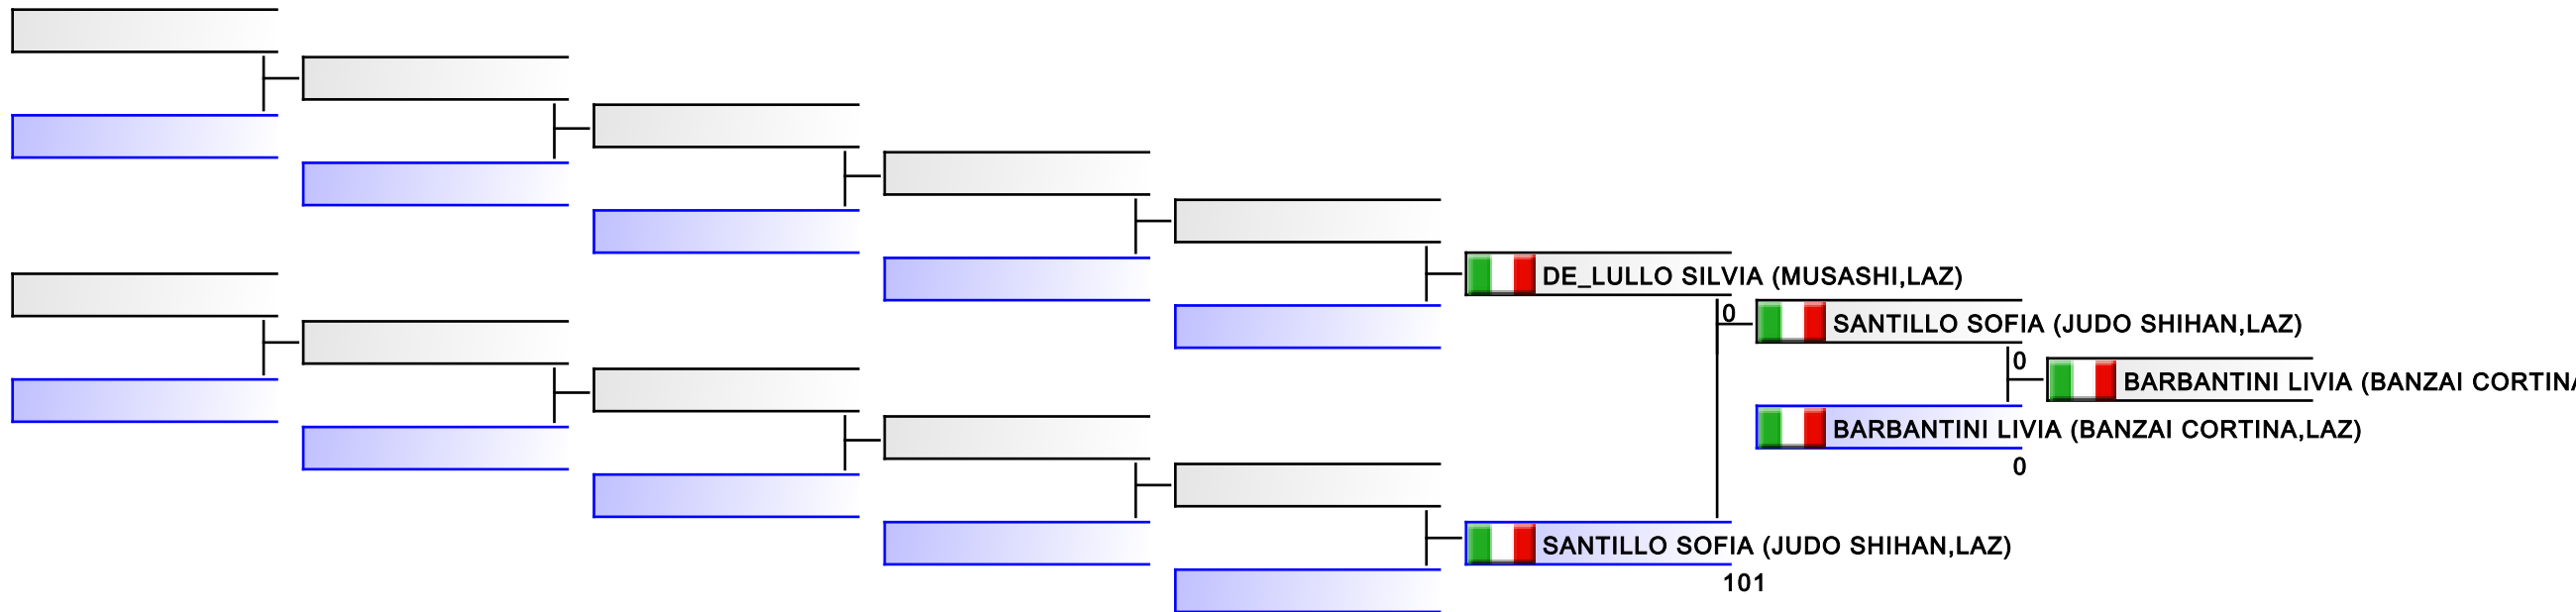 DE_LULLO SILVIA (MUSASHI,LAZ)
0
SANTILLO SOFIA (JUDO SHIHAN,LAZ)
0
BARBANTINI LIVIA (BANZAI CORTINA
BARBANTINI LIVIA (BANZAI CORTINA,LAZ)
0
SANTILLO SOFIA (JUDO SHIHAN,LAZ)
101